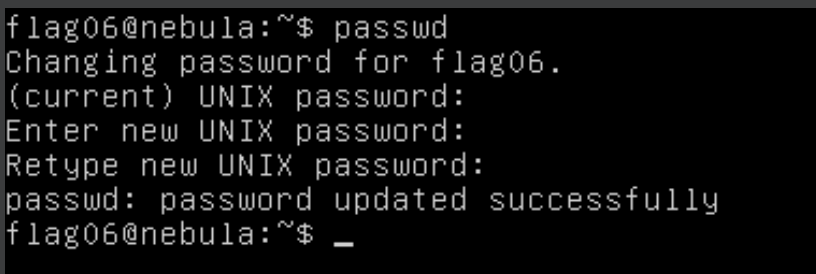 flag06@nebula:~$ passwd
Changing password for flag06.
(current) UNIX password:
Enter new UNIX password:
Retype new UNIX password:
passwd: password updated successfully
flag06@nebula:~$ _